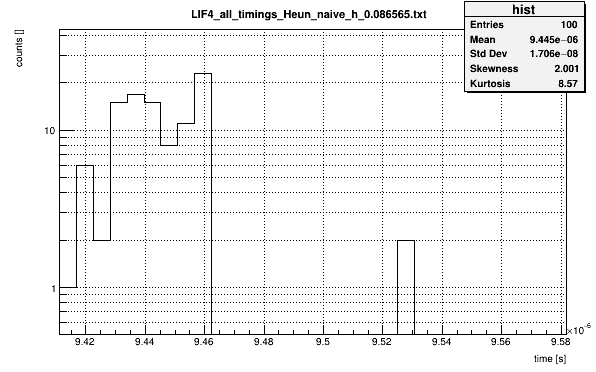 LIF4_all_timings_Heun_naive_h_0.086565.txt
hist
Entries 100
Mean 9.445e−06
Std Dev 1.706e−08
Skewness 2.001
Kurtosis 8.57
counts []
10
1
9.42 9.44 9.46 9.48 9.5 9.52 9.54 9.56 9.58
×10⁻⁶
time [s]